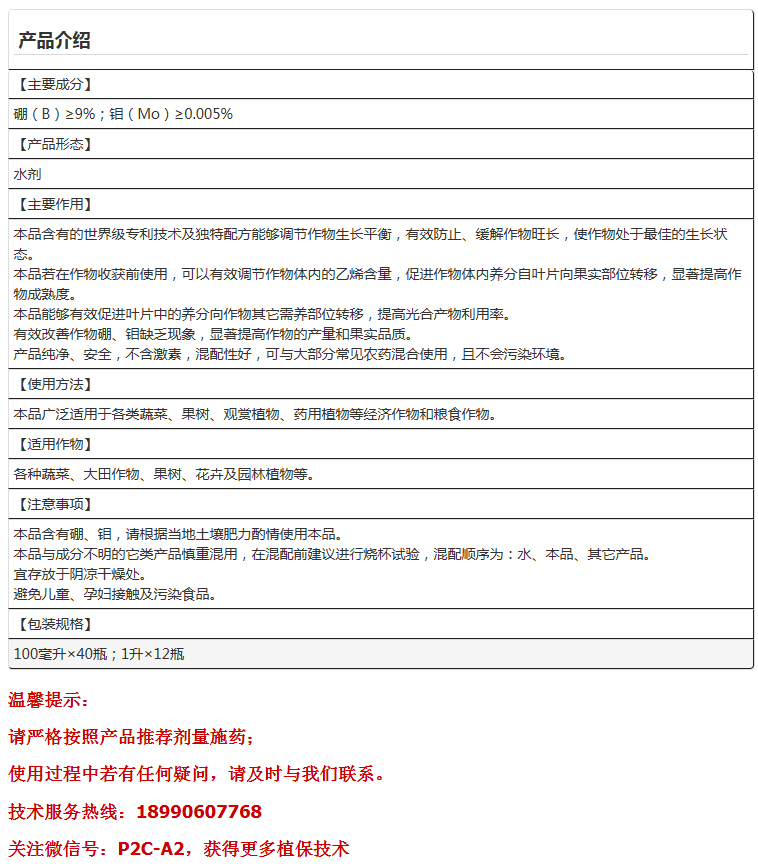 产品介绍
【主要成分】
硼（B）≥9%；钼（Mo）≥0.005%
【产品形态】
水剂
【主要作用】
本品含有的世界级专利技术及独特配方能够调节作物生长平衡，有效防止、缓解作物旺长，使作物处于最佳的生长状
态。
本品若在作物收获前使用，可以有效调节作物体内的乙烯含量，促进作物体内养分自叶片向果实部位转移，显著提高作
物成熟度。
本品能够有效促进叶片中的养分向作物其它需养部位转移，提高光合产物利用率。
有效改善作物硼、钼缺乏现象，显著提高作物的产量和果实品质。
产品纯净、安全，不含激素，混配性好，可与大部分常见农药混合使用，且不会污染环境。
【使用方法】
本品广泛适用于各类蔬菜、果树、观赏植物、药用植物等经济作物和粮食作物。
【适用作物】
各种蔬菜、大田作物、果树、花卉及园林植物等。
【注意事项】
本品含有硼、钼，请根据当地土壤肥力酌情使用本品。
本品与成分不明的它类产品慎重混用，在混配前建议进行烧杯试验，混配顺序为：水、本品、其它产品。
宜存放于阴凉干燥处。
避免儿童、孕妇接触及污染食品。
【包装规格】
100毫升×40瓶；1升×12瓶
温馨提示：
请严格按照产品推荐剂量施药；
使用过程中若有任何疑问，请及时与我们联系。
技术服务热线：18990607768
关注微信号：P2C-A2，获得更多植保技术